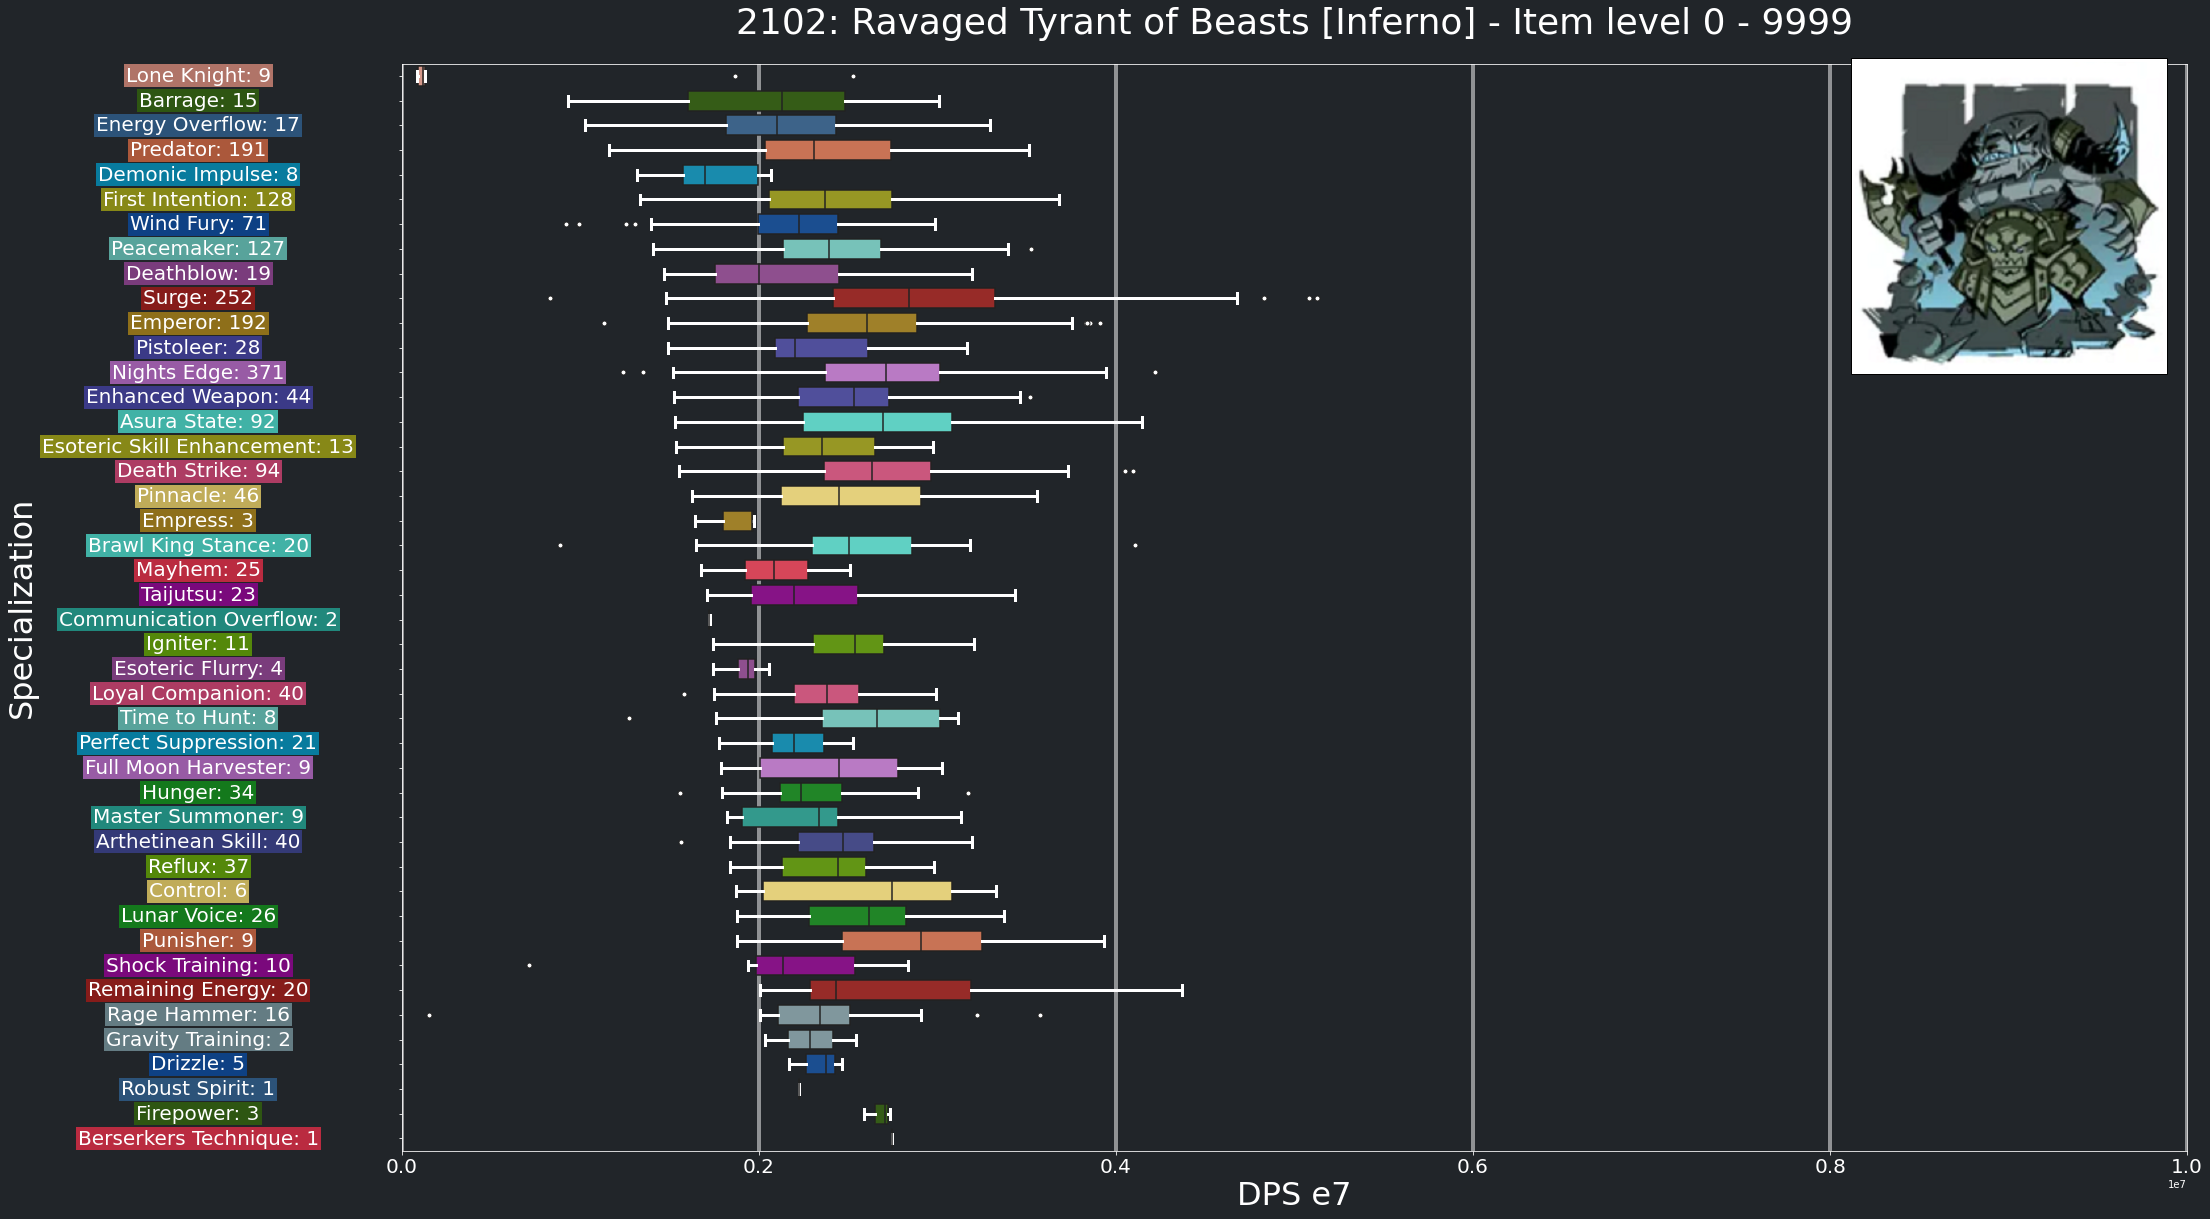 2102: Ravaged Tyrant of Beasts [Inferno] - Item level 0 - 9999
Specialization
Lone Knight: 9
Barrage: 15
Energy Overflow: 17
Predator: 191
Demonic Impulse: 8
First Intention: 128
Wind Fury: 71
Peacemaker: 127
Deathblow: 19
Surge: 252
Emperor: 192
Pistoleer: 28
Nights Edge: 371
Enhanced Weapon: 44
Asura State: 92
Esoteric Skill Enhancement: 13
Death Strike: 94
Pinnacle: 46
Empress: 3
Brawl King Stance: 20
Mayhem: 25
Taijutsu: 23
Communication Overflow: 2
Igniter: 11
Esoteric Flurry: 4
Loyal Companion: 40
Time to Hunt: 8
Perfect Suppression: 21
Full Moon Harvester: 9
Hunger: 34
Master Summoner: 9
Arthetinean Skill: 40
Reflux: 37
Control: 6
Lunar Voice: 26
Punisher: 9
Shock Training: 10
Remaining Energy: 20
Rage Hammer: 16
Gravity Training: 2
Drizzle: 5
Robust Spirit: 1
Firepower: 3
Berserkers Technique: 1
0.0 0.2 0.4 0.6 0.8 1.0
1e7
DPS e7